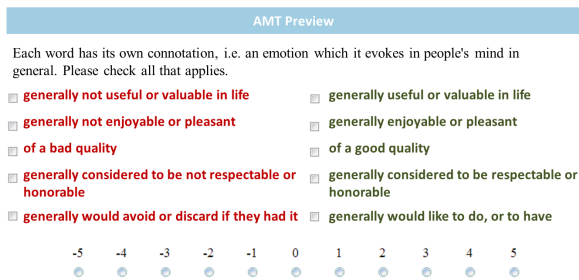 AMT Preview
Each word has its own connotation, i.e. an emotion which it evokes in people's mind in
general. Please check all that applies.
generally not useful or valuable in life
generally useful or valuable in life
generally not enjoyable or pleasant
generally enjoyable or pleasant
of a bad quality
of a good quality
generally considered to be not respectable or
honorable
generally considered to be respectable or
honorable
generally would avoid or discard if they had it
generally would like to do, or to have
-5 -4 -3 -2 -1 0 1 2 3 4 5